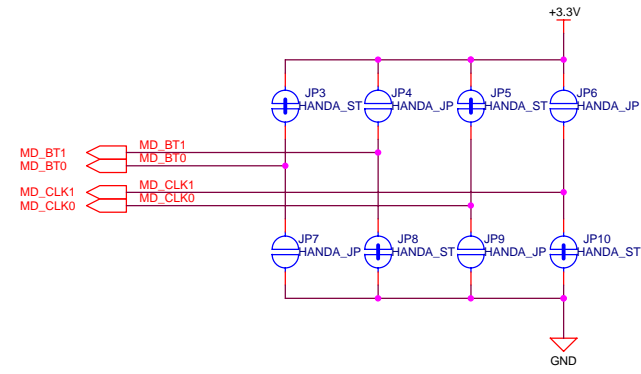 +3.3V
JP3
HANDA_ST
JP4
HANDA_JP
JP5
HANDA_ST
JP6
HANDA_JP
MD_BT1
MD_BT1
MD_BT0
MD_BT0
MD_CLK1
MD_CLK1
MD_CLK0
MD_CLK0
JP7
HANDA_JP
JP8
HANDA_ST
JP9
HANDA_JP
JP10
HANDA_ST
GND